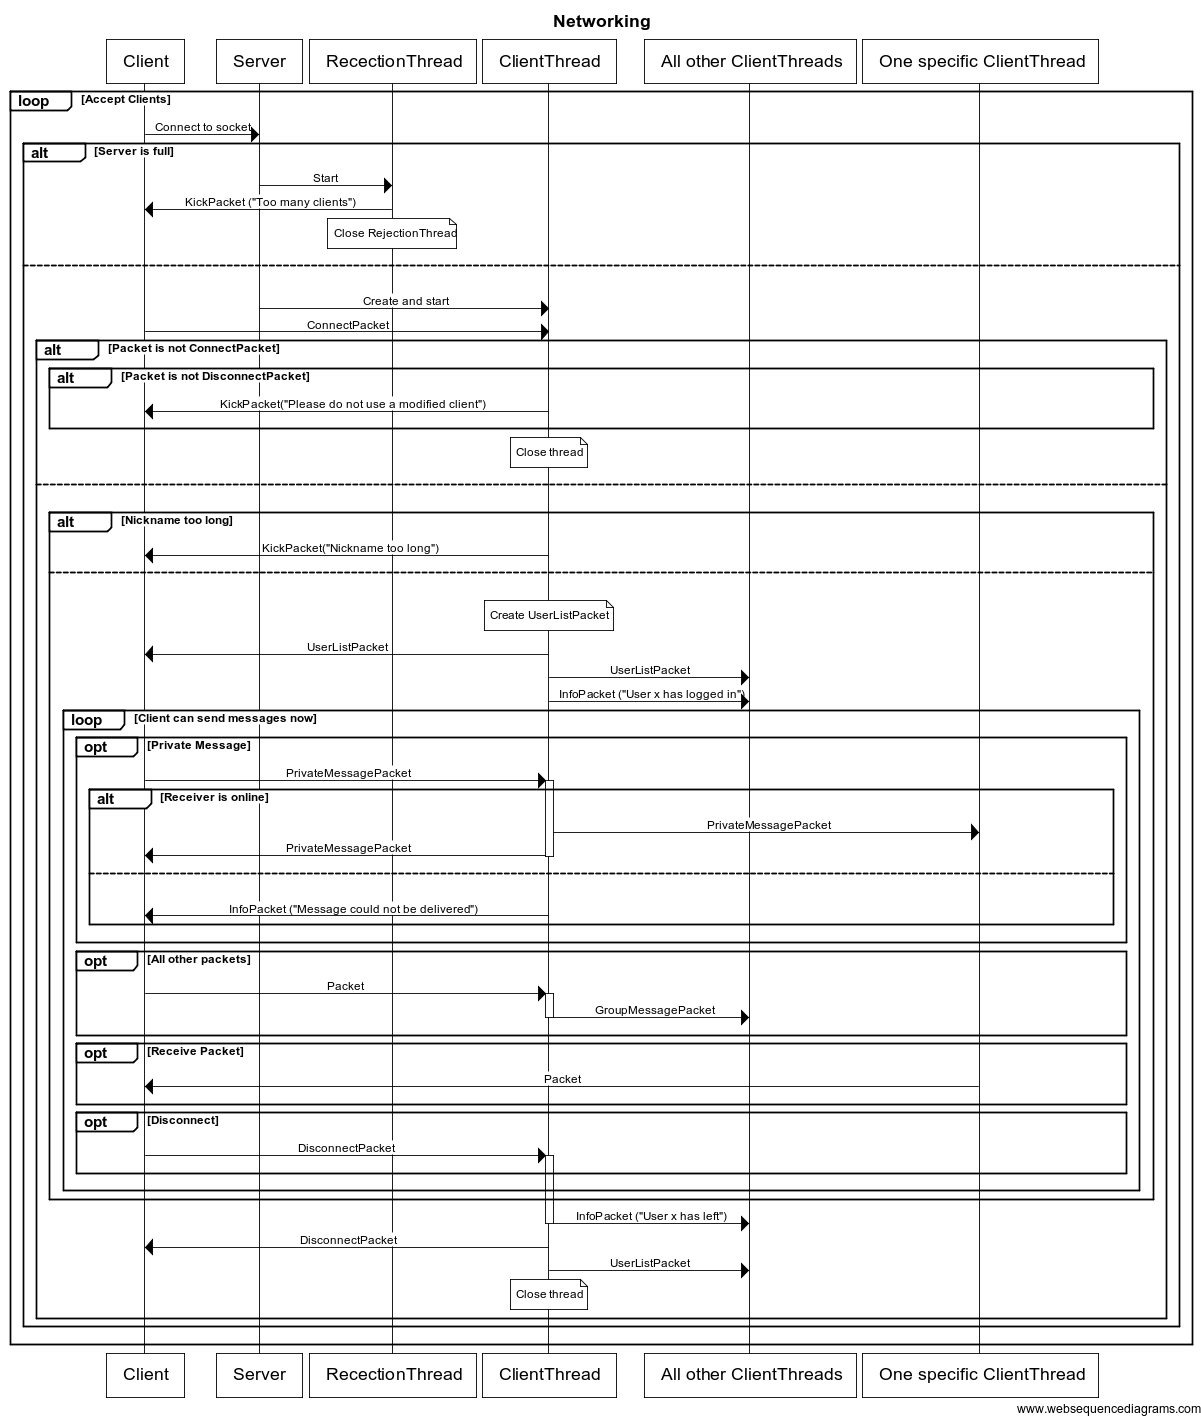 Networking
Client
Server
RecectionThread
ClientThread
All other ClientThreads
One specific ClientThread
loop
[Accept Clients]
Connect to socket
alt
[Server is full]
Start
KickPacket ("Too many clients")
Close RejectionThread
Create and start
ConnectPacket
alt
[Packet is not ConnectPacket]
alt
[Packet is not DisconnectPacket]
KickPacket("Please do not use a modified client")
Close thread
alt
[Nickname too long]
KickPacket("Nickname too long")
Create UserListPacket
UserListPacket
UserListPacket
InfoPacket ("User x has logged in")
loop
[Client can send messages now]
opt
[Private Message]
PrivateMessagePacket
alt
[Receiver is online]
PrivateMessagePacket
PrivateMessagePacket
InfoPacket ("Message could not be delivered")
opt
[All other packets]
Packet
GroupMessagePacket
opt
[Receive Packet]
Packet
opt
[Disconnect]
DisconnectPacket
InfoPacket ("User x has left")
DisconnectPacket
UserListPacket
Close thread
Client
Server
RecectionThread
ClientThread
All other ClientThreads
One specific ClientThread
www.websequencediagrams.com